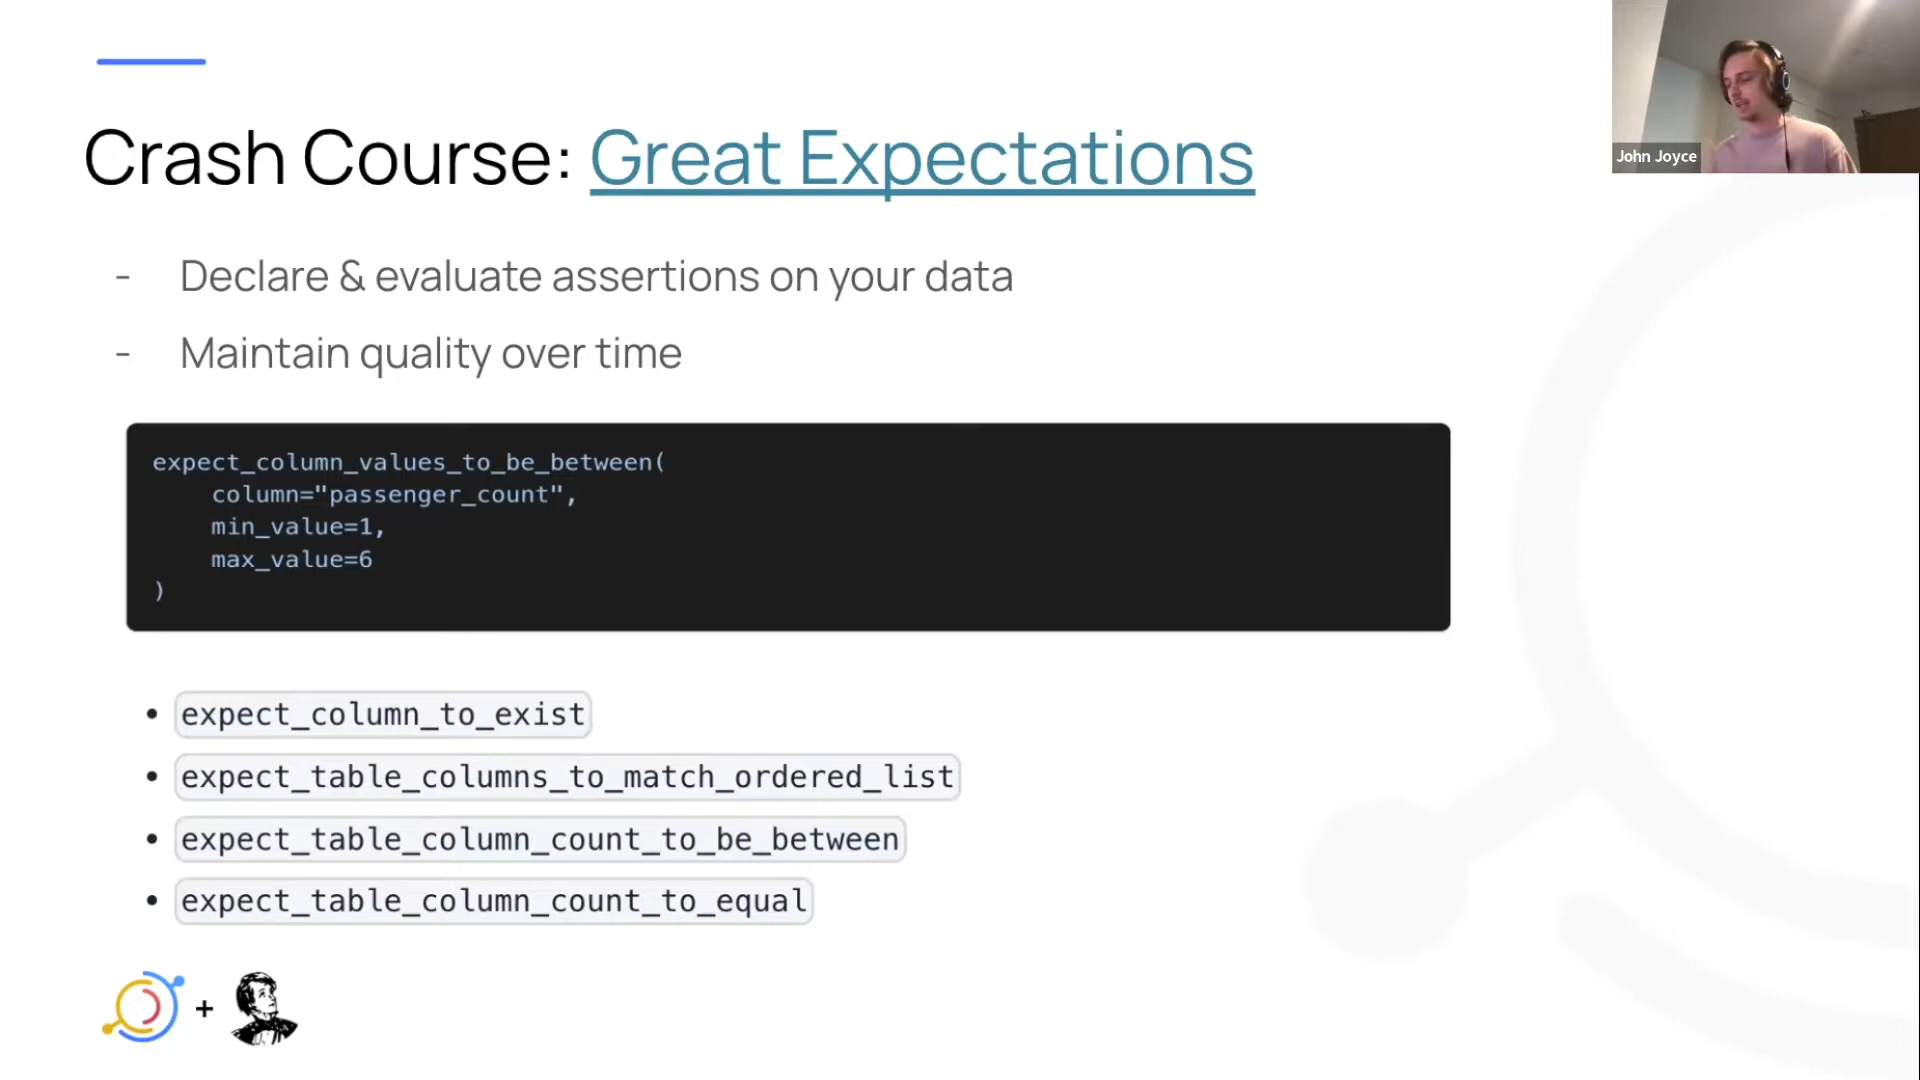 Crash Course: Great Expectations
John Joyce
- Declare & evaluate assertions on your data
- Maintain quality over time
expect_column_values_to_be_between(
    column="passenger_count",
    min_value=1,
    max_value=6
)
• expect_column_to_exist
• expect_table_columns_to_match_ordered_list
• expect_table_column_count_to_be_between
• expect_table_column_count_to_equal
+